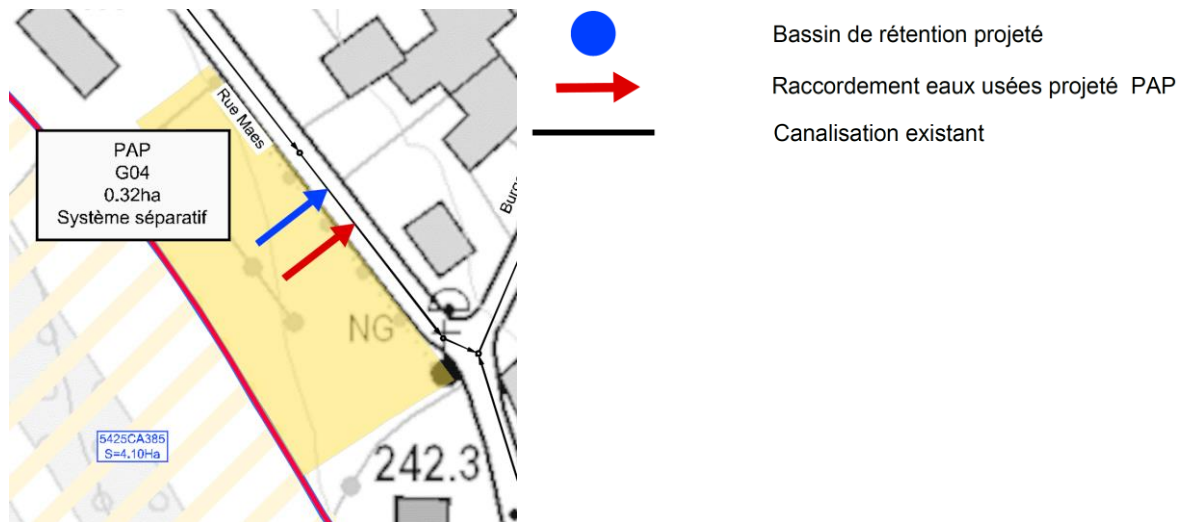 Rue Maes
PAP
G04
0.32ha
Système séparatif
NG
5425CA385
S=4.10Ha
242.3
Bassin de rétention projeté
Raccordement eaux usées projeté PAP
Canalisation existant